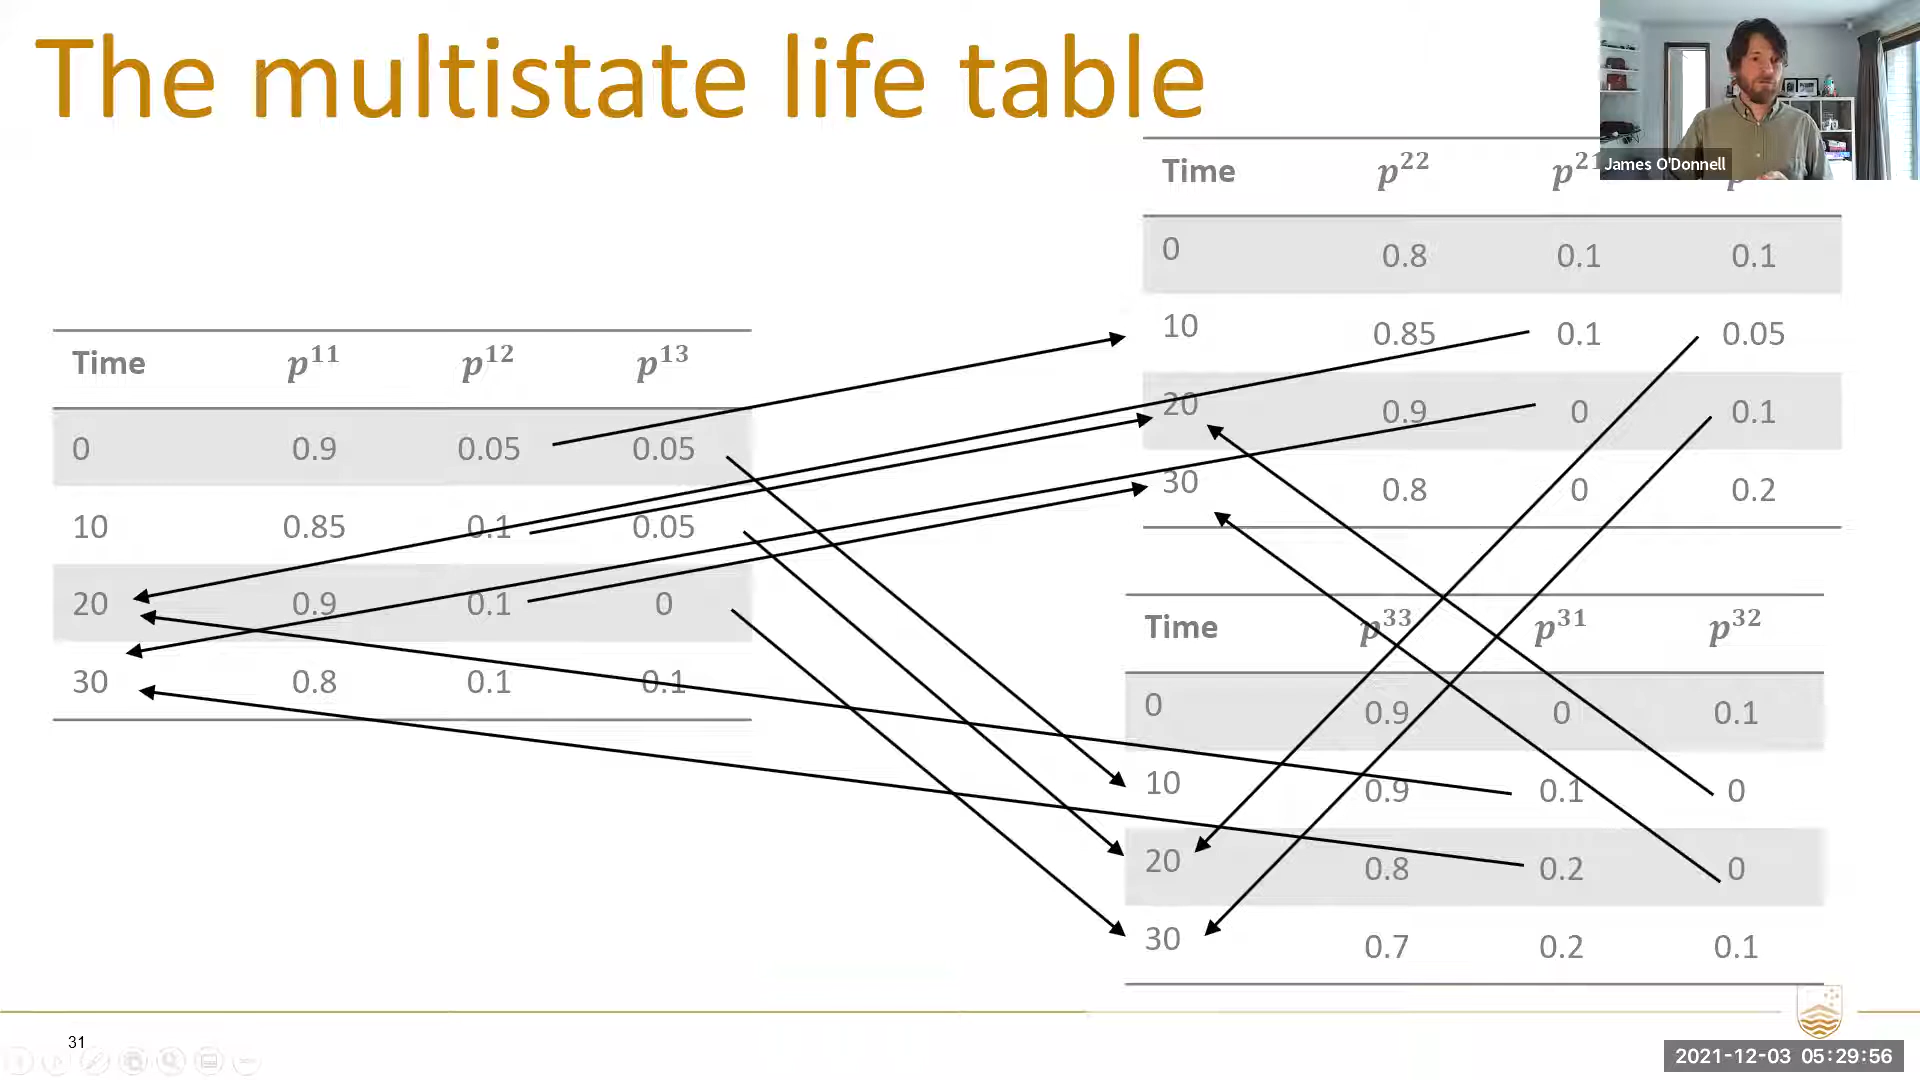 The multistate life table
James O'Donnell
Time p²² p²¹
0 0.8 0.1 0.1
10 0.85 0.1 0.05
20 0.9 0 0.1
30 0.8 0 0.2
Time p¹¹ p¹² p¹³
0 0.9 0.05 0.05
10 0.85 0.1 0.05
20 0.9 0.1 0
30 0.8 0.1 0.1
Time p³³ p³¹ p³²
0 0.9 0 0.1
10 0.9 0.1 0
20 0.8 0.2 0
30 0.7 0.2 0.1
31
2021-12-03 05:29:56